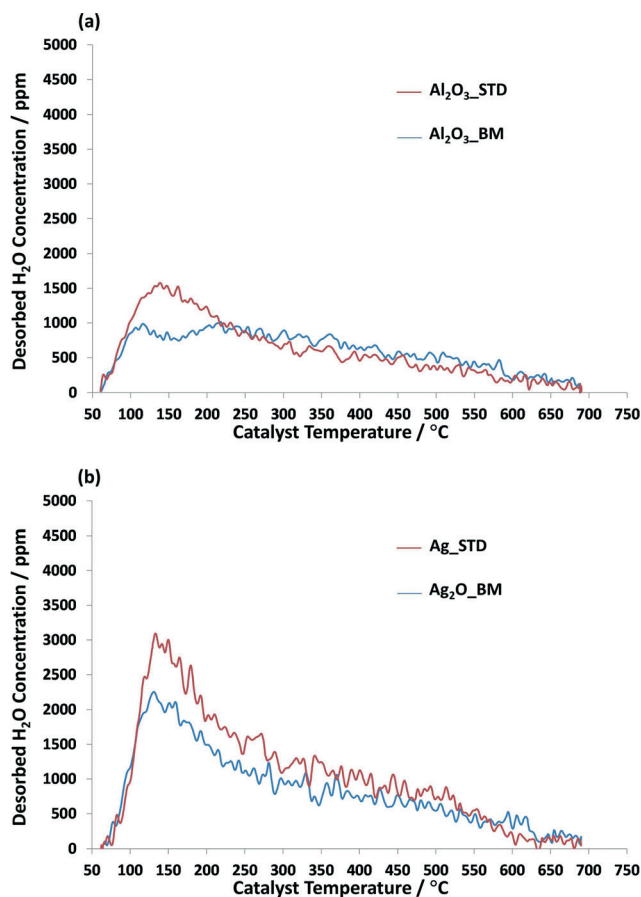 (a)
Desorbed H₂O Concentration / ppm
5000
4500
4000
3500
3000
2500
2000
1500
1000
500
0
Al₂O₃_STD
Al₂O₃_BM
50 100 150 200 250 300 350 400 450 500 550 600 650 700 750
Catalyst Temperature / °C
(b)
Desorbed H₂O Concentration / ppm
5000
4500
4000
3500
3000
2500
2000
1500
1000
500
0
Ag_STD
Ag₂O_BM
50 100 150 200 250 300 350 400 450 500 550 600 650 700 750
Catalyst Temperature / °C